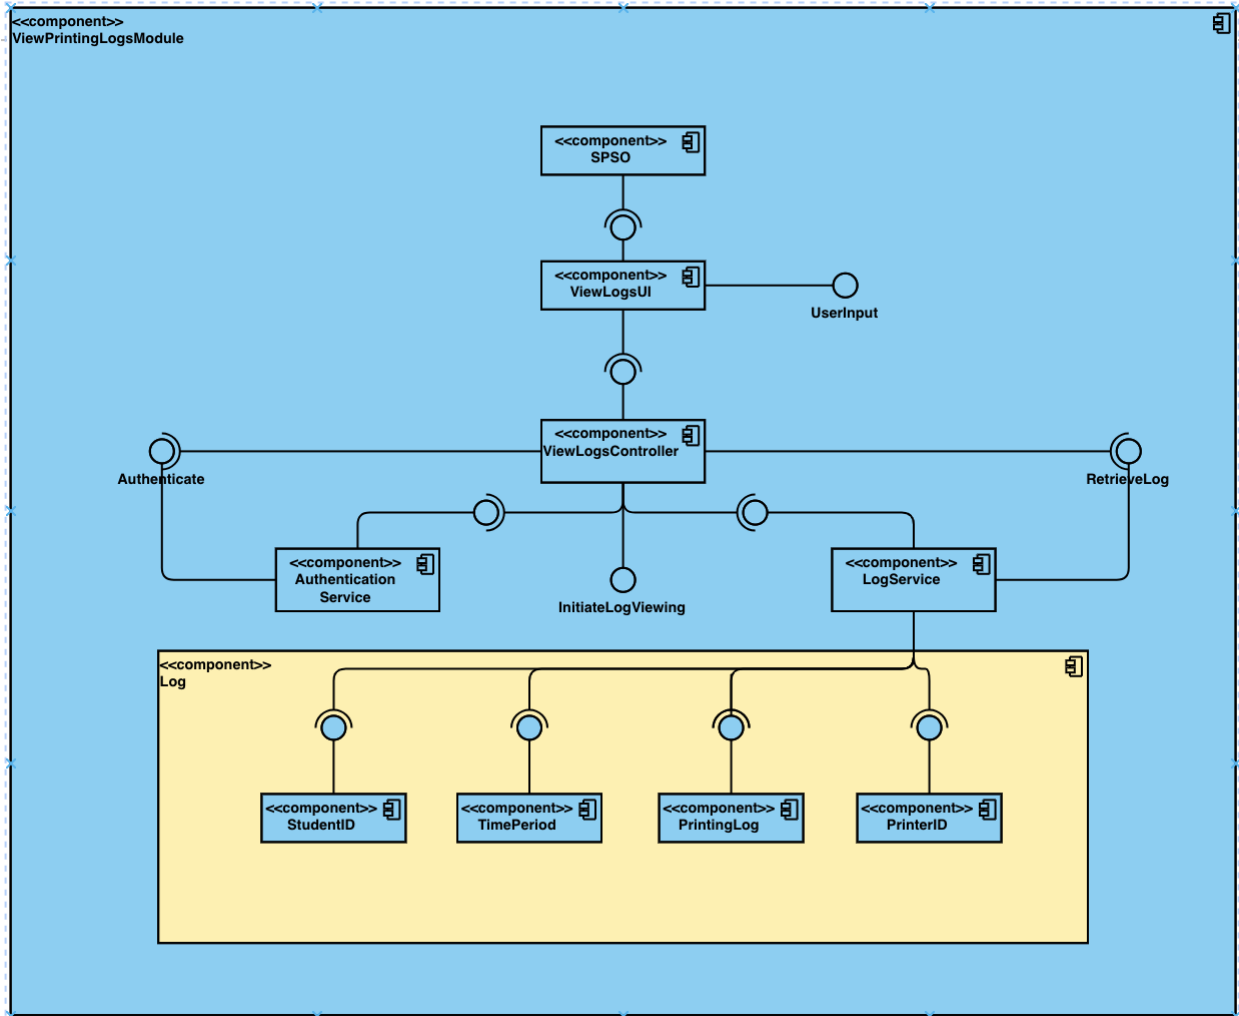 <<component>>
ViewPrintingLogsModule
<<component>>
SPSO
<<component>>
ViewLogsUI
UserInput
<<component>>
ViewLogsController
Authenticate
RetrieveLog
<<component>>
Authentication
Service
<<component>>
LogService
InitiateLogViewing
<<component>>
Log
<<component>>
StudentID
<<component>>
TimePeriod
<<component>>
PrintingLog
<<component>>
PrinterID